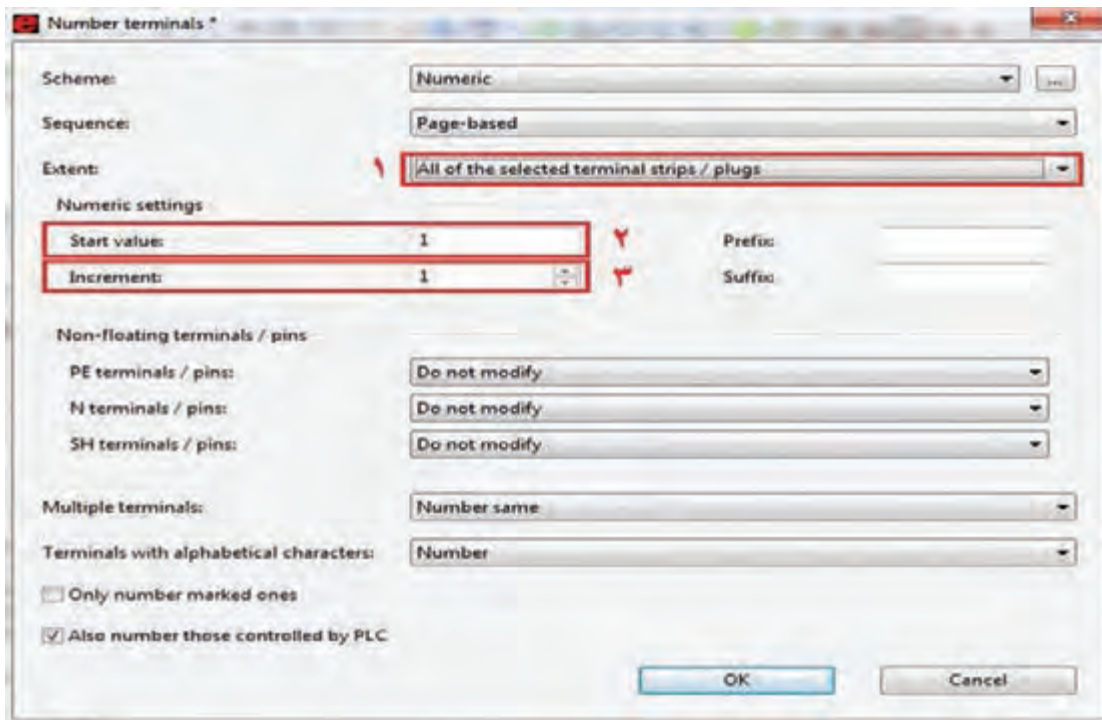 Number terminals *
Scheme: Numeric ...
Sequence: Page-based
Extent: ۱ All of the selected terminal strips / plugs
Numeric settings
Start value: 1 ۲ Prefix:
Increment: 1 ۳ Suffix:
Non-floating terminals / pins
PE terminals / pins: Do not modify
N terminals / pins: Do not modify
SH terminals / pins: Do not modify
Multiple terminals: Number same
Terminals with alphabetical characters: Number
Only number marked ones
Also number those controlled by PLC
OK Cancel